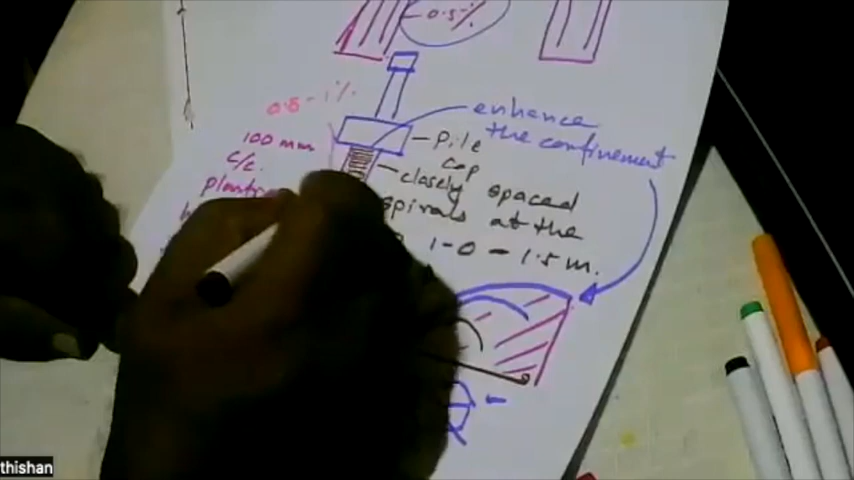 0.5%
0.8 - 1%
enhance
the confinement
100 mm
c/c.
Pile
cap
closely spaced
spirals at the
1-0 - 1.5 m.
thishan